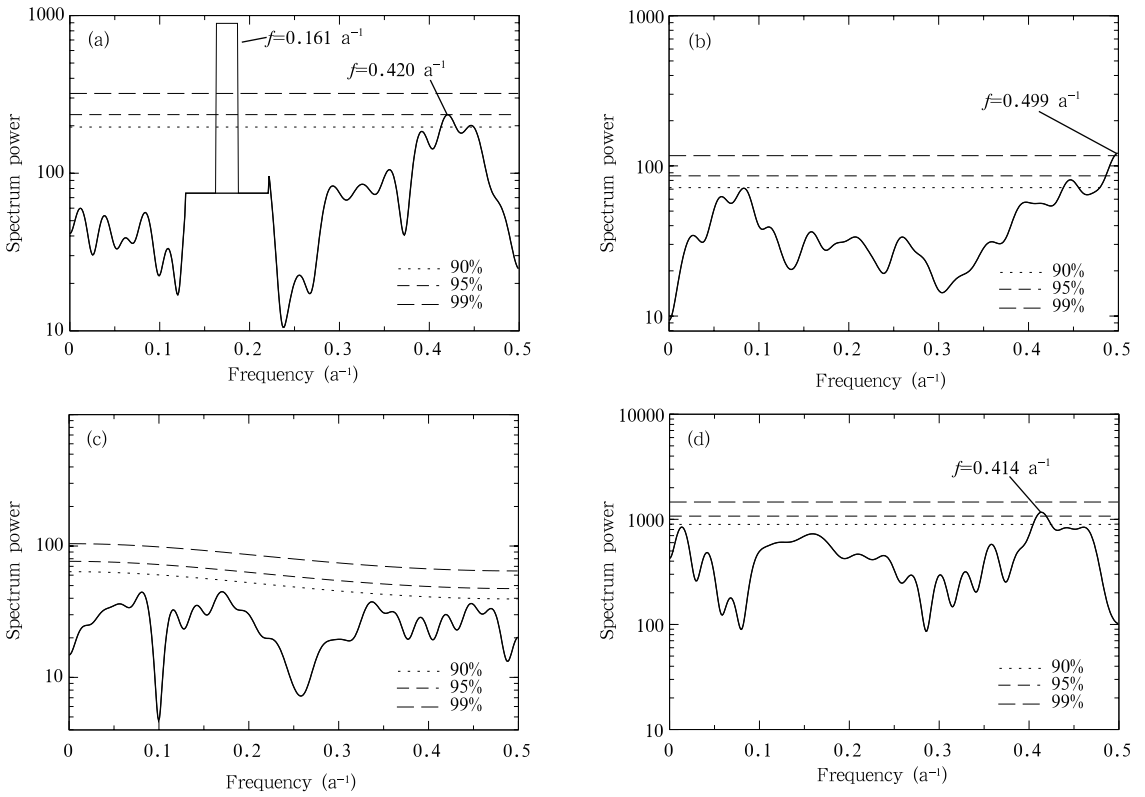 1000
(a)
f=0.161 a⁻¹
f=0.420 a⁻¹
100
10
Spectrum power
90%
95%
99%
0 0.1 0.2 0.3 0.4 0.5
Frequency (a⁻¹)
1000
(b)
f=0.499 a⁻¹
100
10
Spectrum power
90%
95%
99%
0 0.1 0.2 0.3 0.4 0.5
Frequency (a⁻¹)
(c)
100
10
Spectrum power
90%
95%
99%
0 0.1 0.2 0.3 0.4 0.5
Frequency (a⁻¹)
10000
(d)
f=0.414 a⁻¹
1000
100
10
Spectrum power
90%
95%
99%
0 0.1 0.2 0.3 0.4 0.5
Frequency (a⁻¹)